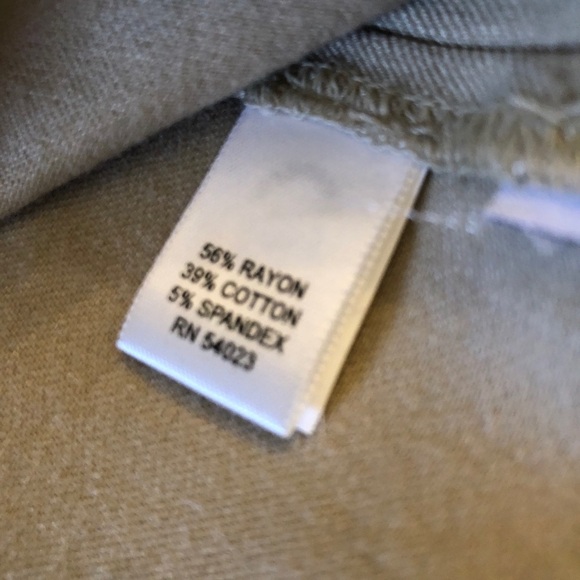 56% RAYON
39% COTTON
5% SPANDEX
RN 54023